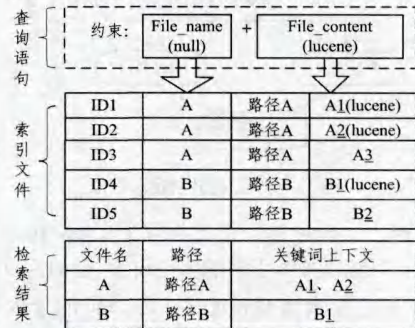 查询语句
约束: File_name (null) + File_content (lucene)
索引文件
ID1 A 路径A A1(lucene)
ID2 A 路径A A2(lucene)
ID3 A 路径A A3
ID4 B 路径B B1(lucene)
ID5 B 路径B B2
检索结果
文件名 路径 关键词上下文
A 路径A A1、A2
B 路径B B1